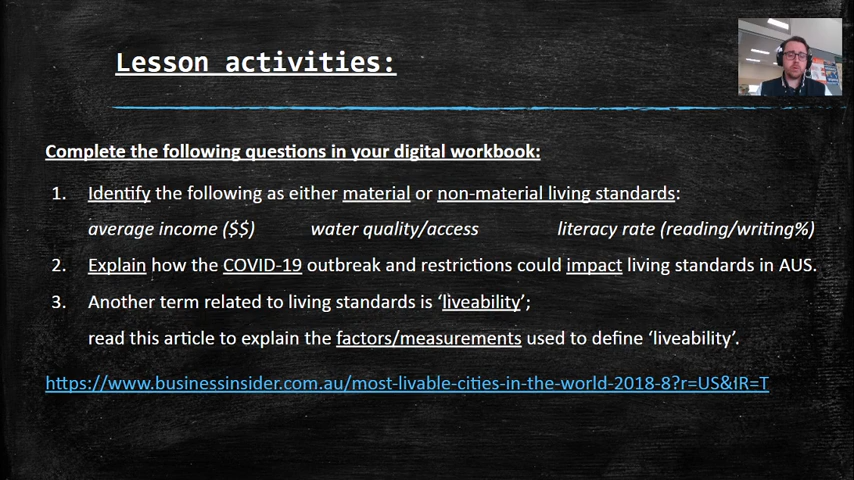 Lesson activities:
Complete the following questions in your digital workbook:
1. Identify the following as either material or non-material living standards:
average income ($$) water quality/access literacy rate (reading/writing%)
2. Explain how the COVID-19 outbreak and restrictions could impact living standards in AUS.
3. Another term related to living standards is ‘liveability’;
read this article to explain the factors/measurements used to define ‘liveability’.
https://www.businessinsider.com.au/most-livable-cities-in-the-world-2018-8?r=US&IR=T